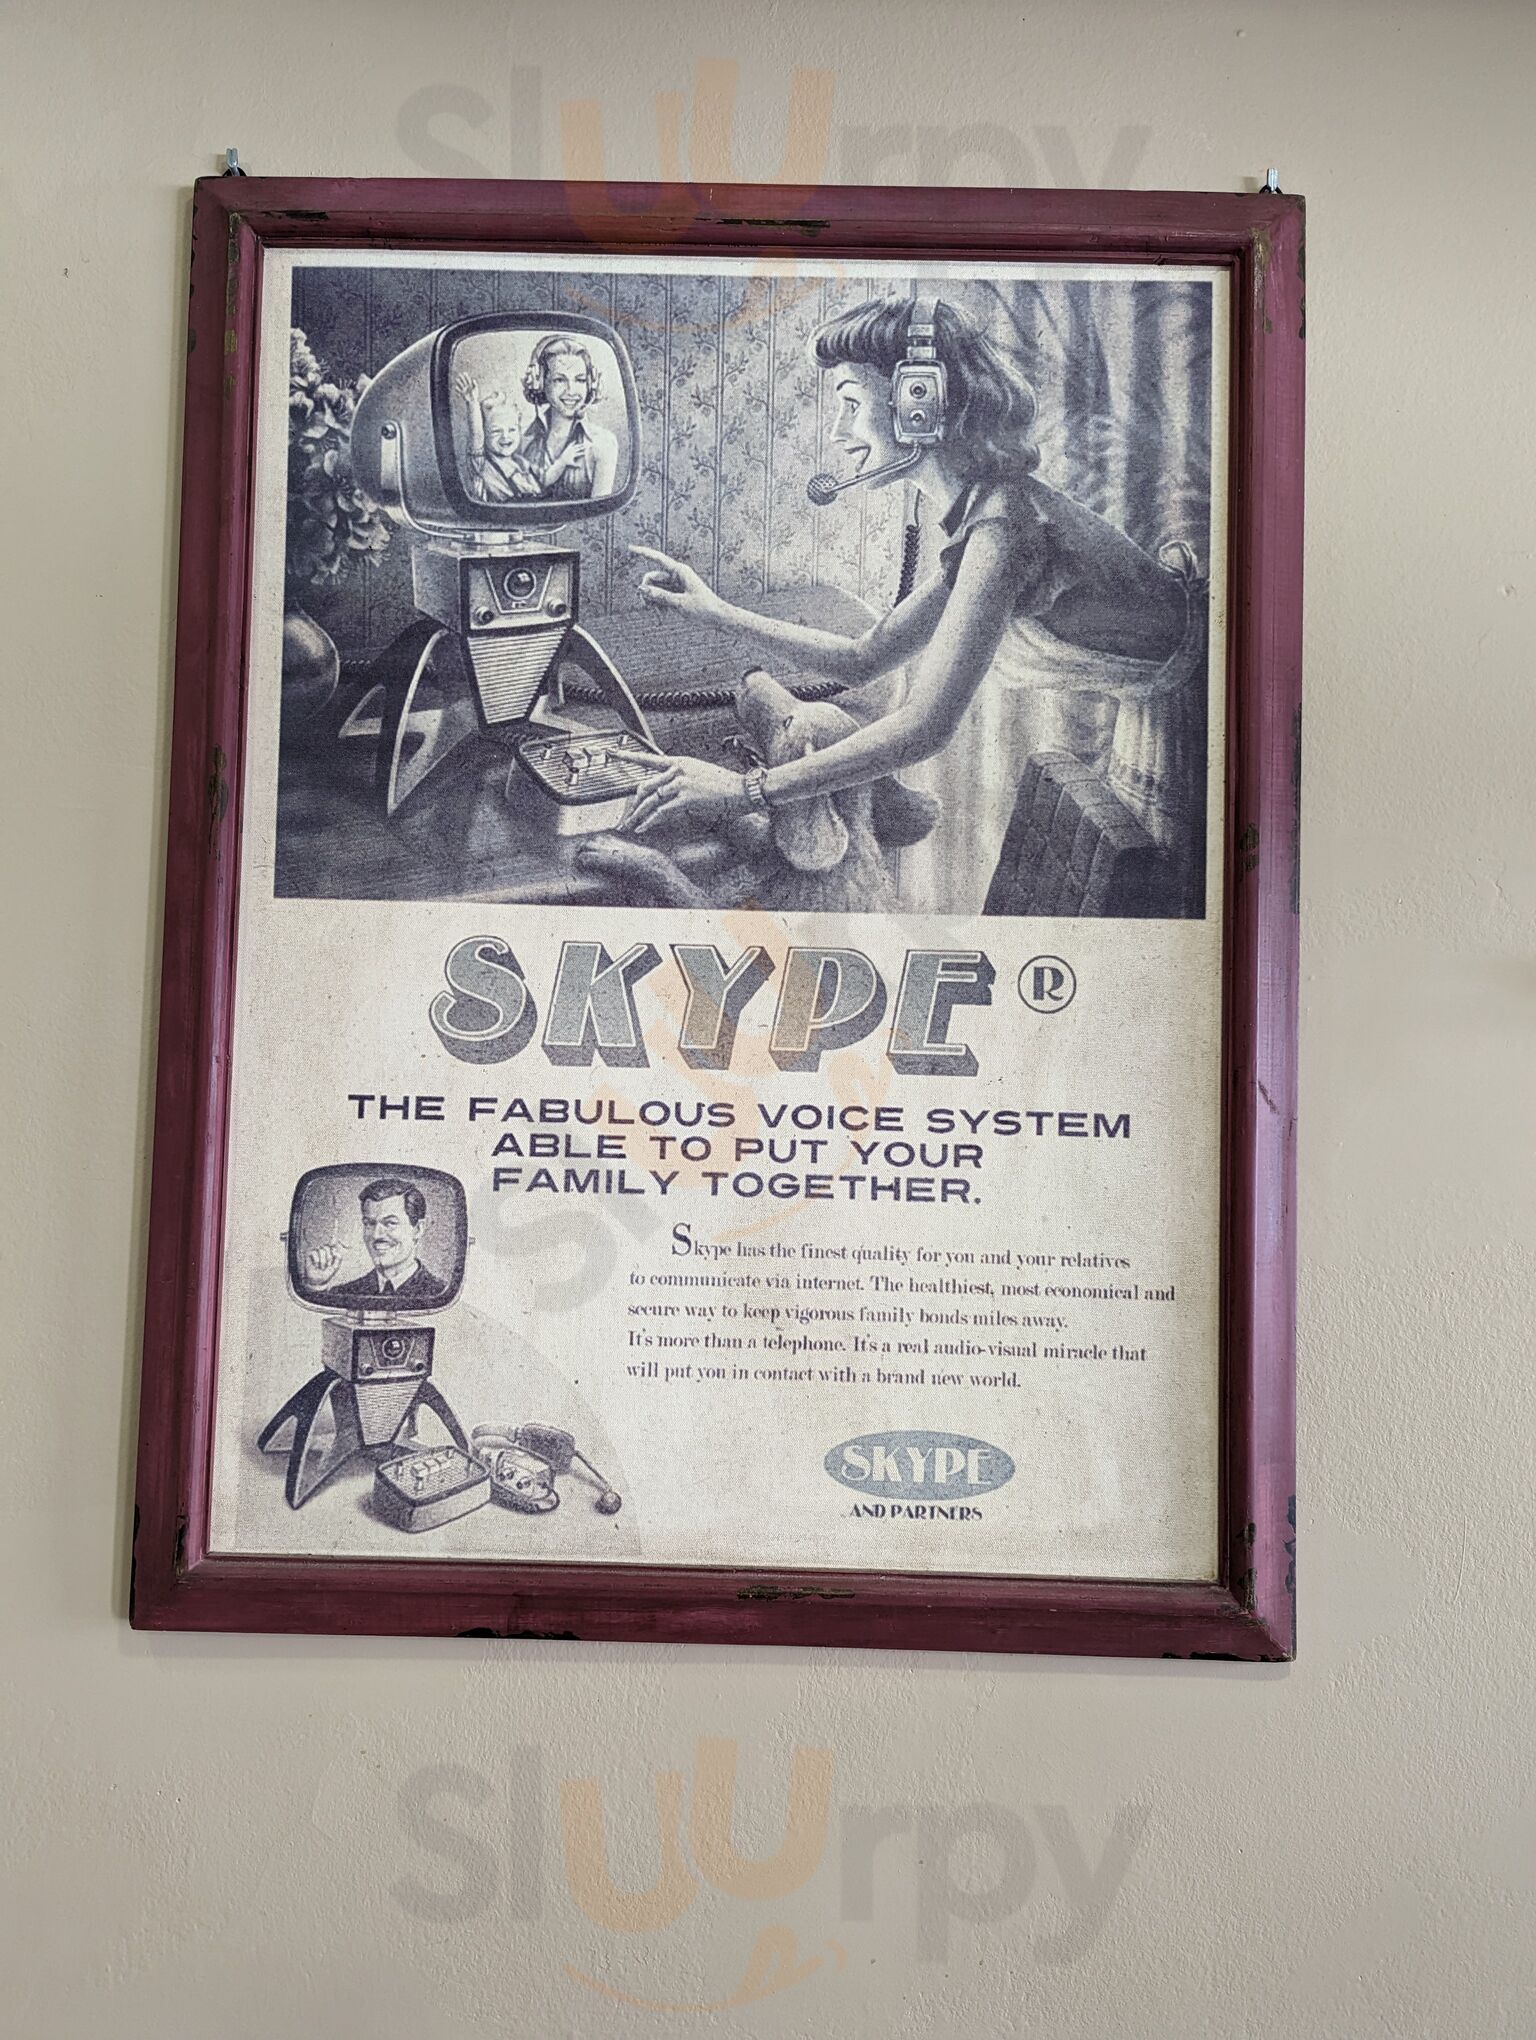 sluurpy
SKYPE ®
THE FABULOUS VOICE SYSTEM
ABLE TO PUT YOUR
FAMILY TOGETHER.
Skype has the finest quality for you and your relatives
to communicate via internet. The healthiest, most economical and
secure way to keep vigorous family bonds miles away.
It's more than a telephone. It's a real audio-visual miracle that
will put you in contact with a brand new world.
SKYPE
AND PARTNERS
sluurpy